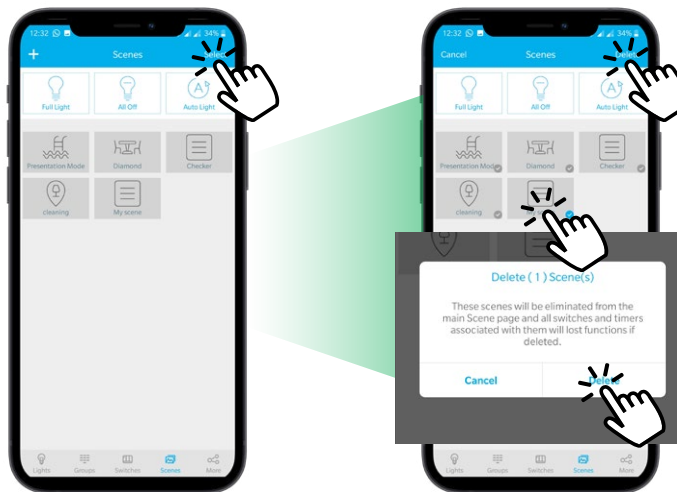 12:32
34%
Scenes
Select
Full Light
All Off
Auto Light
Presentation Mode
Diamond
Checker
cleaning
My scene
Lights
Groups
Switches
Scenes
More
12:32
34%
Cancel
Scenes
Full Light
All Off
Auto Light
Presentation Mode
Diamond
Checker
cleaning
Delete ( 1 ) Scene(s)
These scenes will be eliminated from the
main Scene page and all switches and timers
associated with them will lost functions if
deleted.
Cancel
Delete
Lights
Groups
Switches
Scenes
More